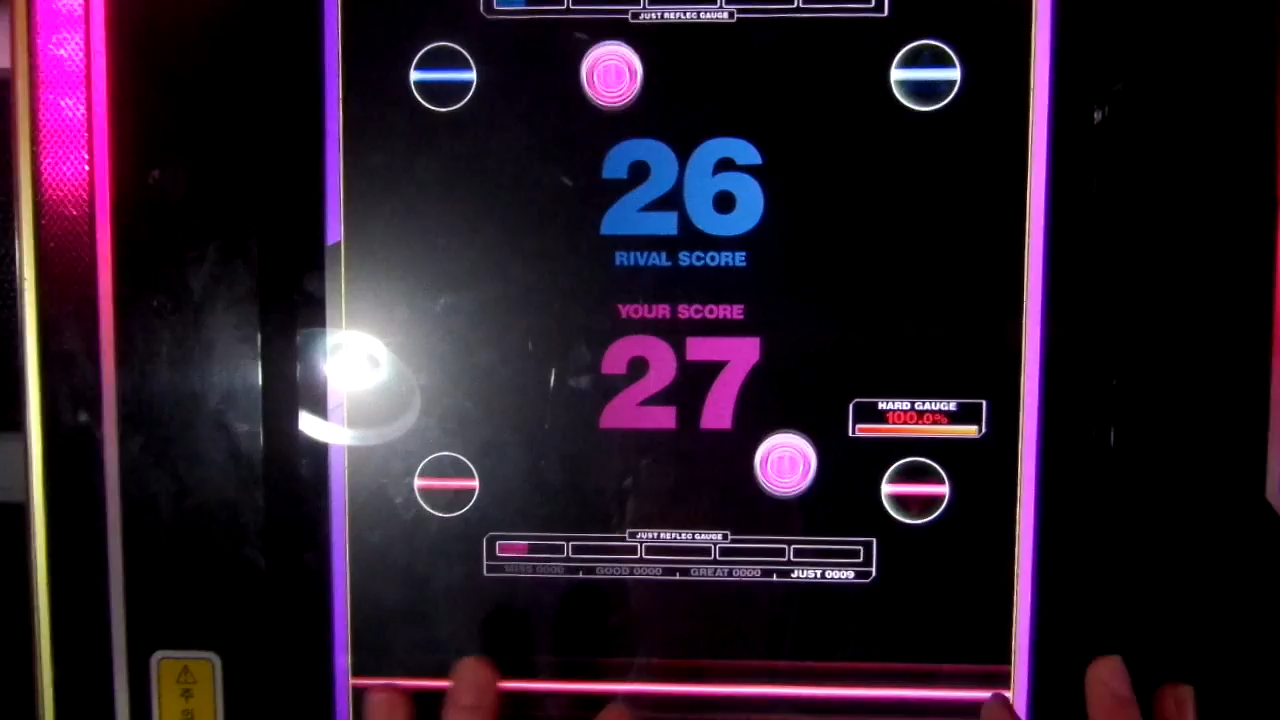 JUST REFLEC GAUGE
26
RIVAL SCORE
YOUR SCORE
27
HARD GAUGE
100.0%
JUST REFLEC GAUGE
MISS 0000 GOOD 0000 GREAT 0000 JUST 0009
주